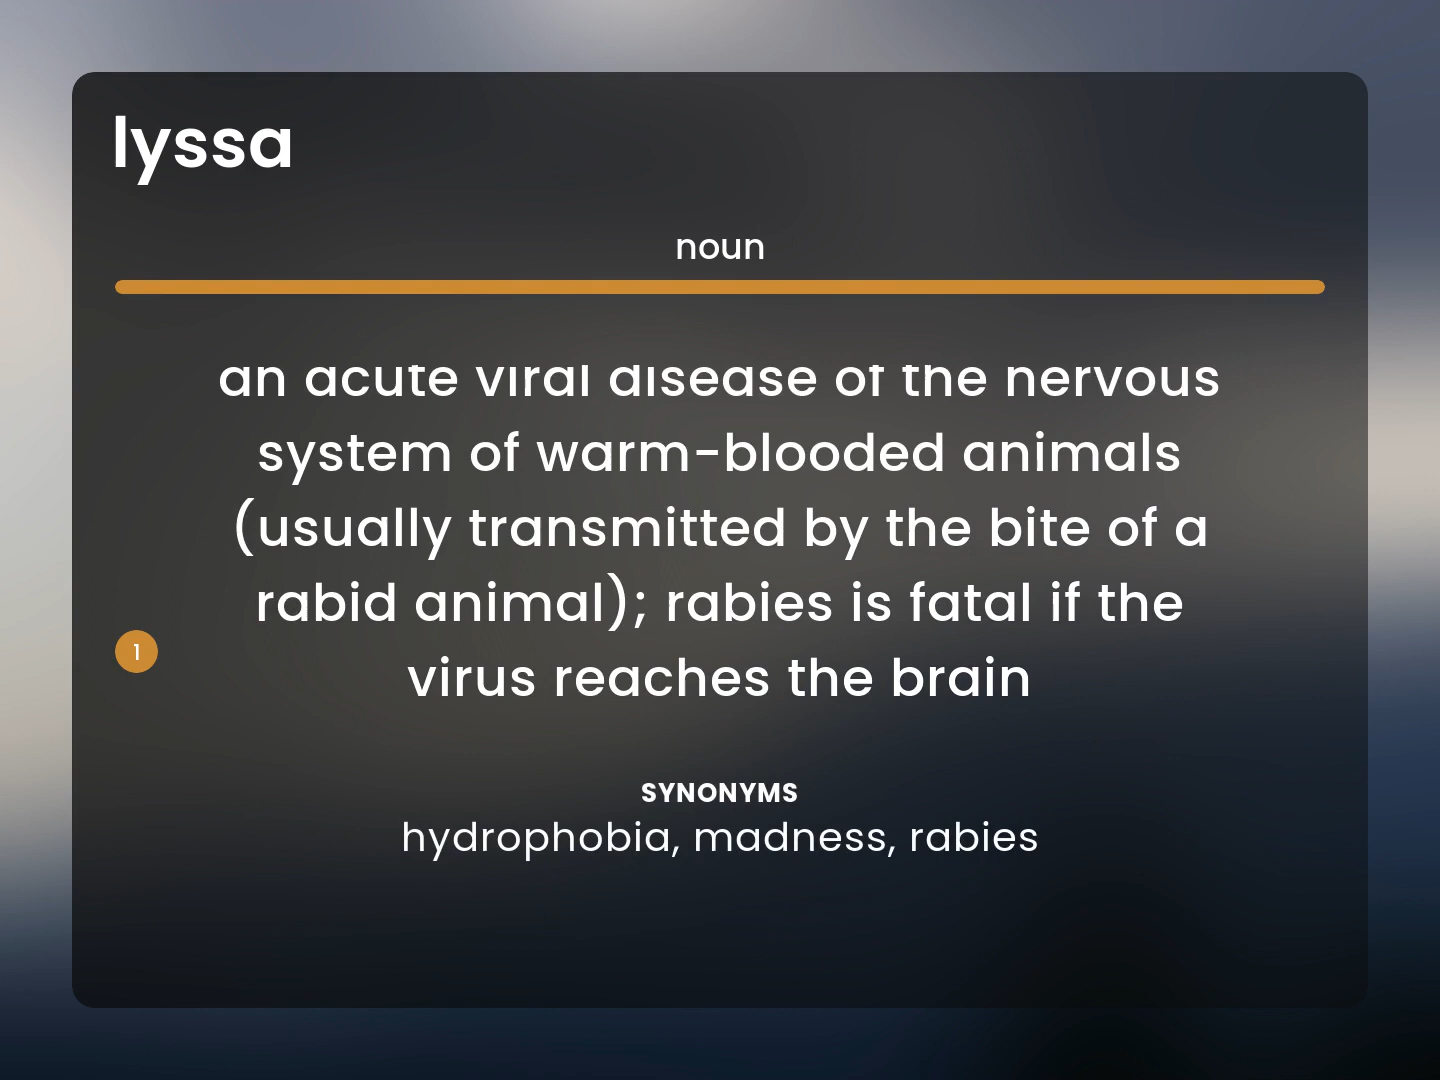 lyssa
noun
an acute viral disease of the nervous
system of warm-blooded animals
(usually transmitted by the bite of a
rabid animal); rabies is fatal if the
virus reaches the brain
1
SYNONYMS
hydrophobia, madness, rabies